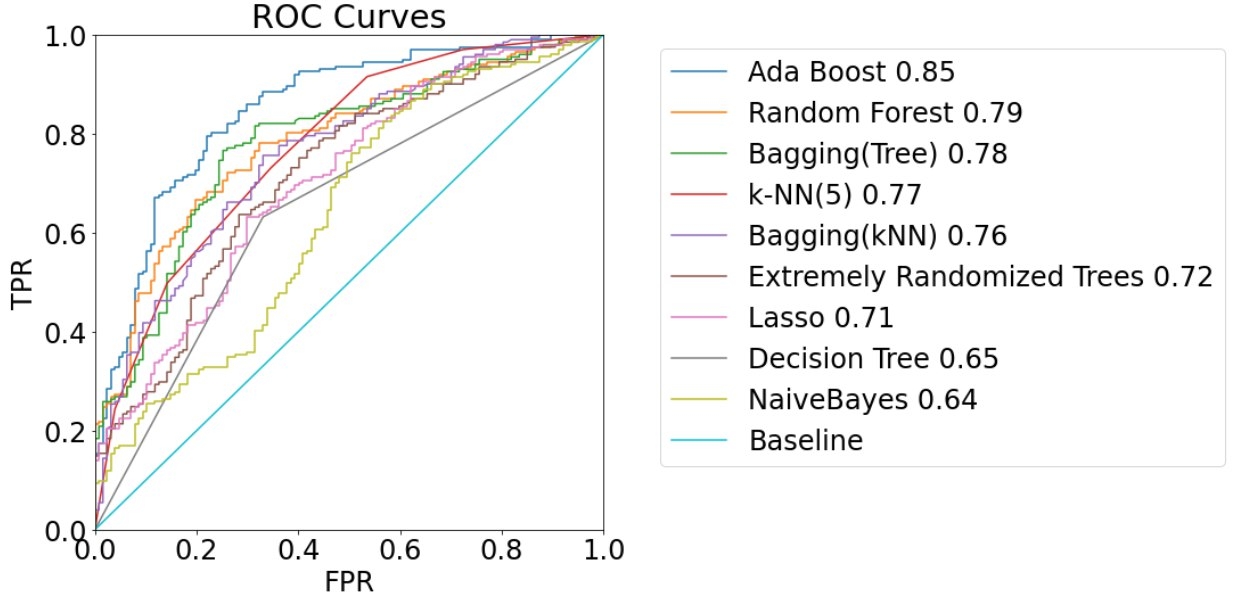 ROC Curves
1.0
0.8
0.6
0.4
0.2
0.0
TPR
0.0 0.2 0.4 0.6 0.8 1.0
FPR
Ada Boost 0.85
Random Forest 0.79
Bagging(Tree) 0.78
k-NN(5) 0.77
Bagging(kNN) 0.76
Extremely Randomized Trees 0.72
Lasso 0.71
Decision Tree 0.65
NaiveBayes 0.64
Baseline